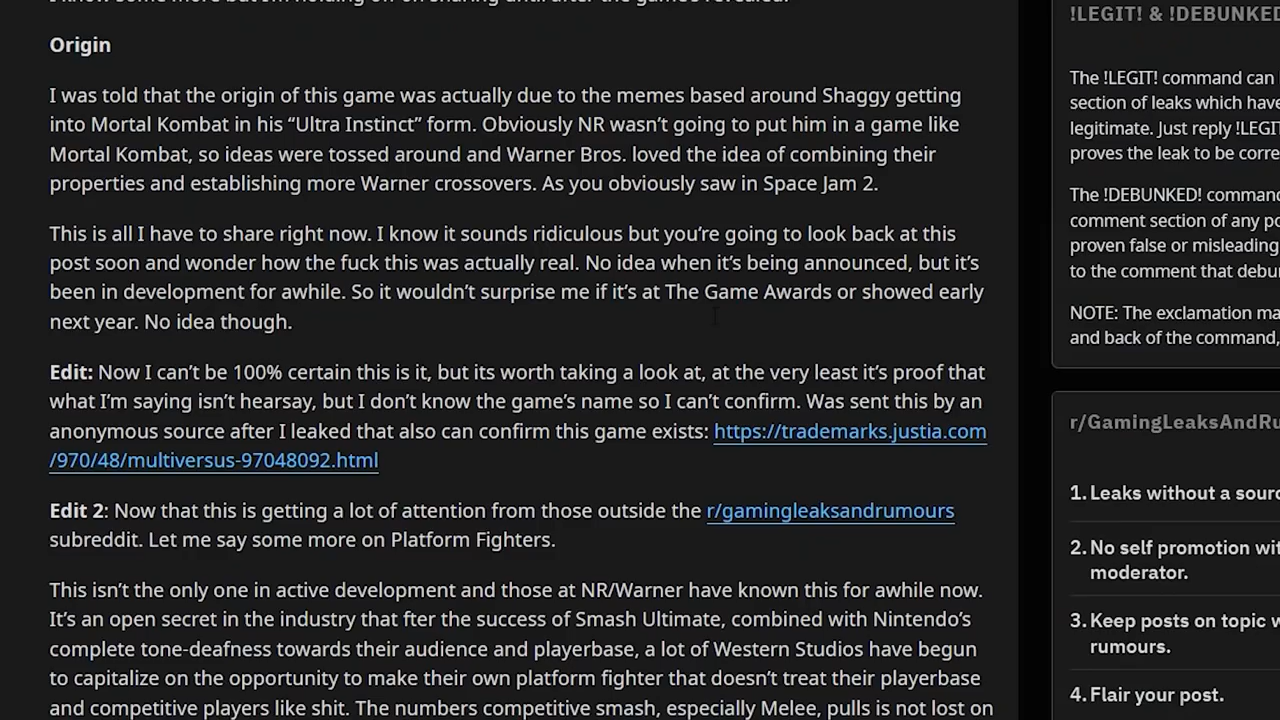 Origin
I was told that the origin of this game was actually due to the memes based around Shaggy getting
into Mortal Kombat in his “Ultra Instinct” form. Obviously NR wasn’t going to put him in a game like
Mortal Kombat, so ideas were tossed around and Warner Bros. loved the idea of combining their
properties and establishing more Warner crossovers. As you obviously saw in Space Jam 2.
This is all I have to share right now. I know it sounds ridiculous but you’re going to look back at this
post soon and wonder how the fuck this was actually real. No idea when it’s being announced, but it’s
been in development for awhile. So it wouldn’t surprise me if it’s at The Game Awards or showed early
next year. No idea though.
Edit: Now I can’t be 100% certain this is it, but its worth taking a look at, at the very least it’s proof that
what I’m saying isn’t hearsay, but I don’t know the game’s name so I can’t confirm. Was sent this by an
anonymous source after I leaked that also can confirm this game exists: https://trademarks.justia.com
/970/48/multiversus-97048092.html
Edit 2: Now that this is getting a lot of attention from those outside the r/gamingleaksandrumours
subreddit. Let me say some more on Platform Fighters.
This isn’t the only one in active development and those at NR/Warner have known this for awhile now.
It’s an open secret in the industry that fter the success of Smash Ultimate, combined with Nintendo’s
complete tone-deafness towards their audience and playerbase, a lot of Western Studios have begun
to capitalize on the opportunity to make their own platform fighter that doesn’t treat their playerbase
and competitive players like shit. The numbers competitive smash, especially Melee, pulls is not lost on
!LEGIT! & !DEBUNKED
The !LEGIT! command can
section of leaks which have
legitimate. Just reply !LEGI
proves the leak to be corre
The !DEBUNKED! command
comment section of any po
proven false or misleading
to the comment that debu
NOTE: The exclamation ma
and back of the command,
r/GamingLeaksAndRu
1. Leaks without a sourc
2. No self promotion wit
moderator.
3. Keep posts on topic w
rumours.
4. Flair your post.